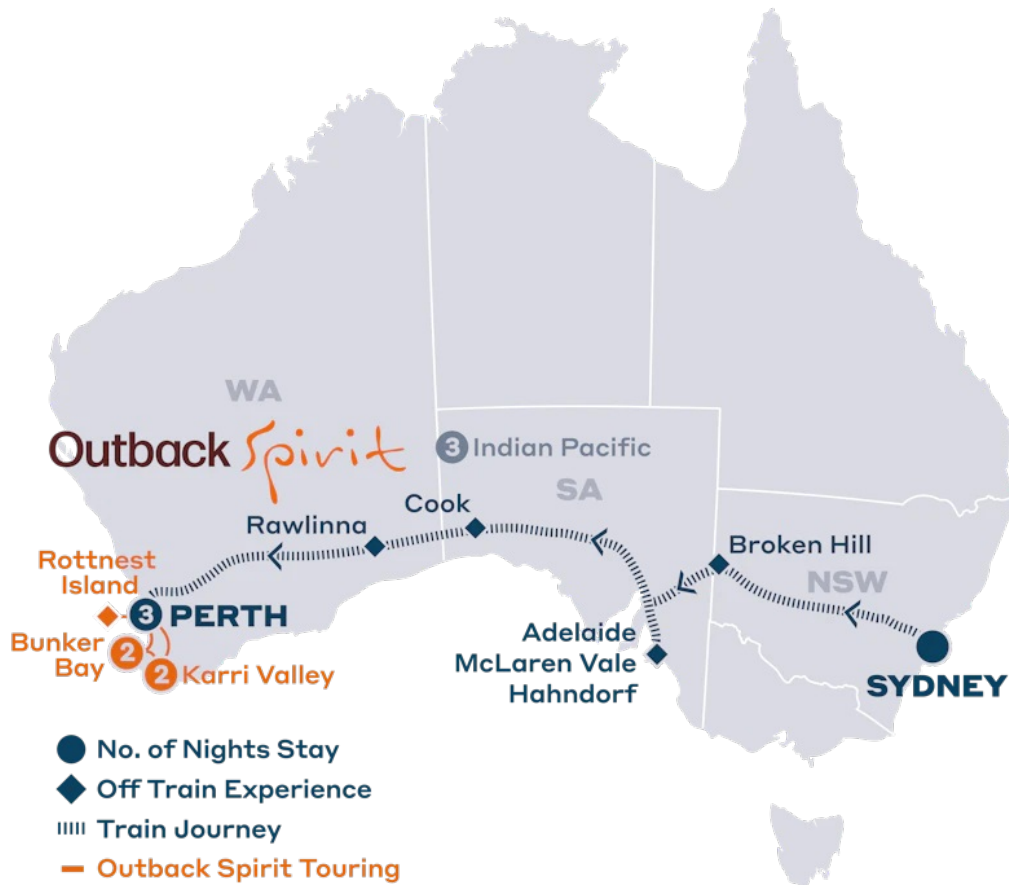 WA
Outback Spirit
3 Indian Pacific
SA
Cook
Rawlinna
Broken Hill
NSW
Rottnest
Island
3 PERTH
Bunker
Bay
2
2 Karri Valley
Adelaide
McLaren Vale
Hahndorf
SYDNEY
No. of Nights Stay
Off Train Experience
Train Journey
Outback Spirit Touring